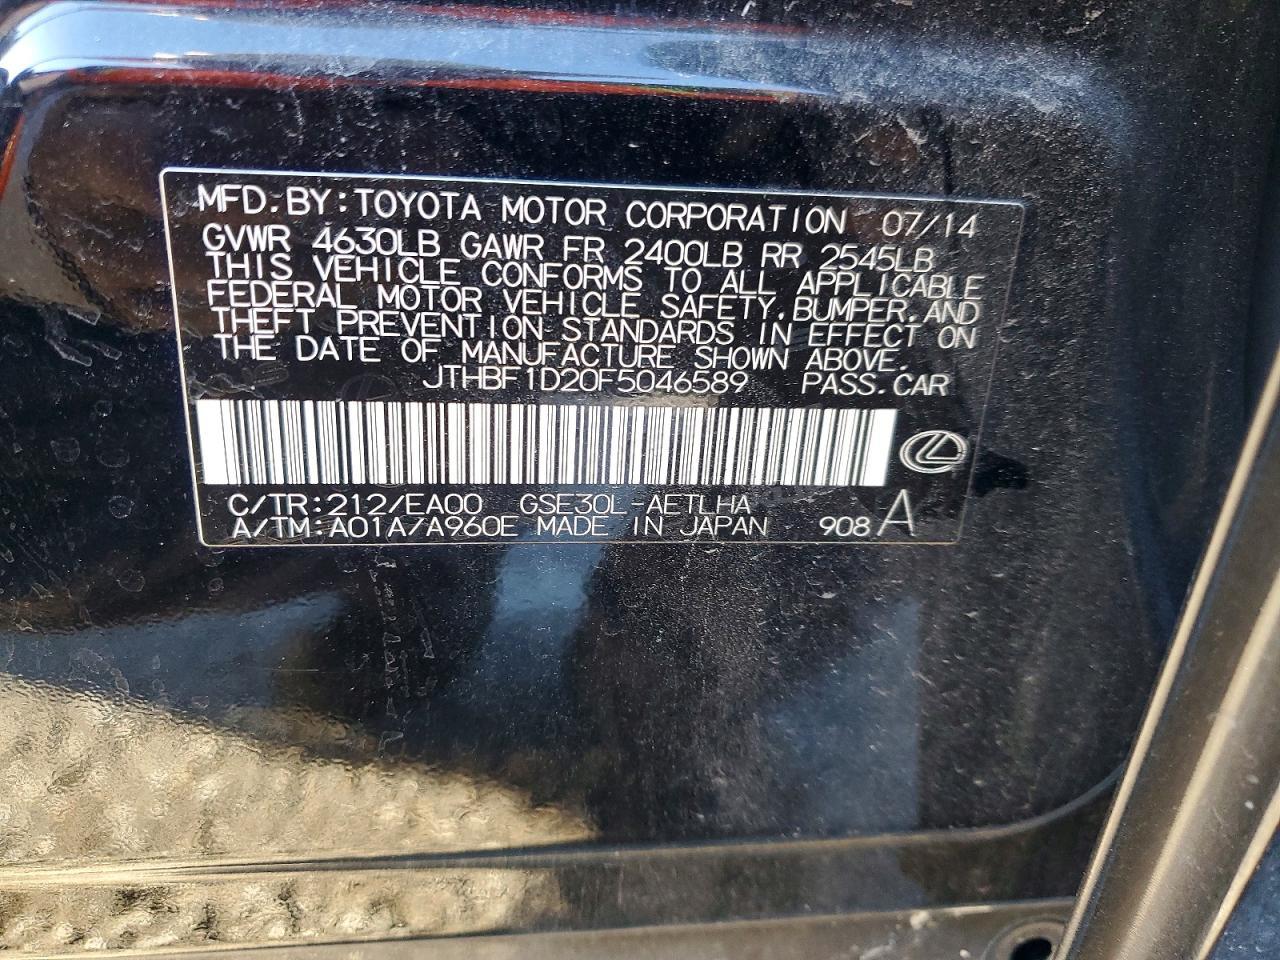 MFD.BY:TOYOTA MOTOR CORPORATION 07/14
GVWR 4630LB GAWR FR 2400LB RR 2545LB
THIS VEHICLE CONFORMS TO ALL APPLICABLE
FEDERAL MOTOR VEHICLE SAFETY,BUMPER,AND
THEFT PREVENTION STANDARDS IN EFFECT ON
THE DATE OF MANUFACTURE SHOWN ABOVE.
JTHBF1D20F5046589 PASS.CAR
C/TR:212/EA00 GSE30L-AETLHA
A/TM:A01A/A960E MADE IN JAPAN 908 A